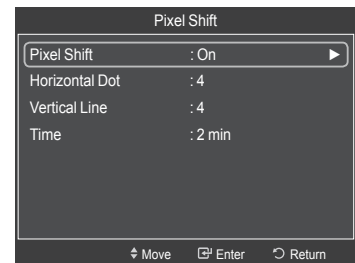 Pixel Shift
Pixel Shift : On ►
Horizontal Dot : 4
Vertical Line : 4
Time : 2 min
Move Enter Return